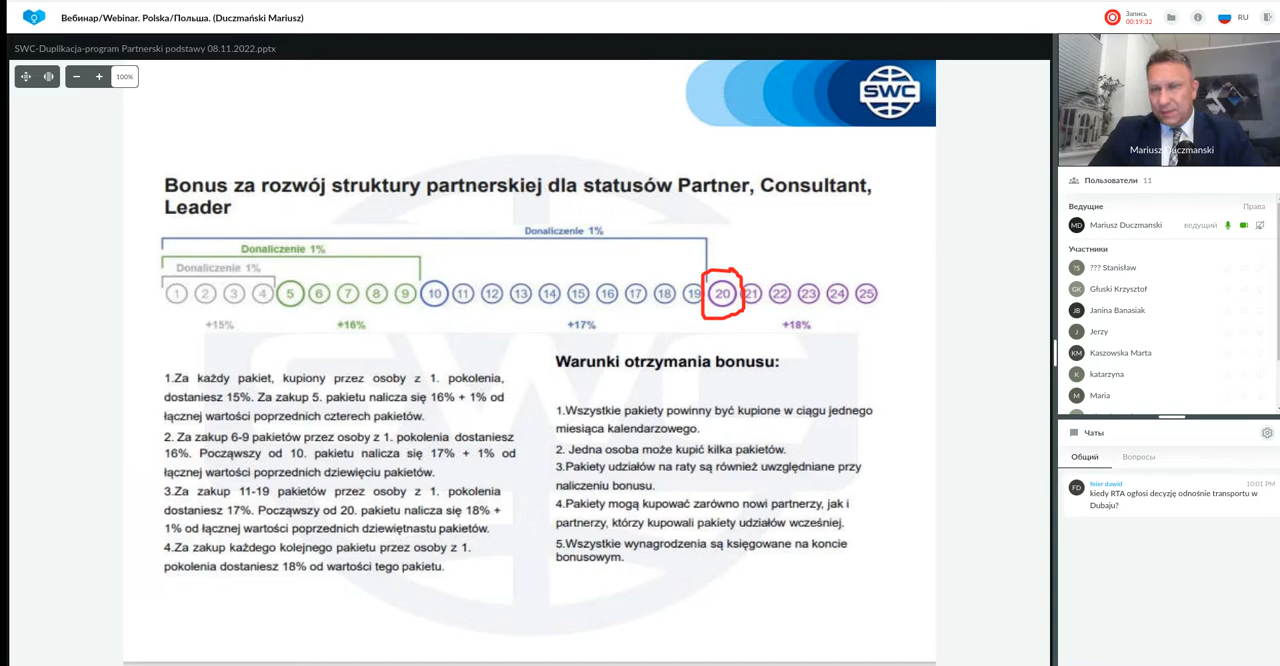 Вебинар/Webinar. Polska/Польша. (Duczmański Mariusz)
Запись
00:19:32
RU
SWC-Duplikacja-program Partnerski podstawy 08.11.2022.pptx
100%
SWC
Bonus za rozwój struktury partnerskiej dla statusów Partner, Consultant,
Leader
Donaliczenie 1%
Donaliczenie 1%
Donaliczenie 1%
1 2 3 4 5 6 7 8 9 10 11 12 13 14 15 16 17 18 19 20 21 22 23 24 25
+15% +16% +17% +18%
1.Za każdy pakiet, kupiony przez osoby z 1. pokolenia,
dostaniesz 15%. Za zakup 5. pakietu nalicza się 16% + 1% od
łącznej wartości poprzednich czterech pakietów.
2. Za zakup 6-9 pakietów przez osoby z 1. pokolenia dostaniesz
16%. Począwszy od 10. pakietu nalicza się 17% + 1% od
łącznej wartości poprzednich dziewięciu pakietów.
3.Za zakup 11-19 pakietów przez osoby z 1. pokolenia
dostaniesz 17%. Począwszy od 20. pakietu nalicza się 18% +
1% od łącznej wartości poprzednich dziewiętnastu pakietów.
4.Za zakup każdego kolejnego pakietu przez osoby z 1.
pokolenia dostaniesz 18% od wartości tego pakietu.
Warunki otrzymania bonusu:
1.Wszystkie pakiety powinny być kupione w ciągu jednego
miesiąca kalendarzowego.
2. Jedna osoba może kupić kilka pakietów.
3.Pakiety udziałów na raty są również uwzględniane przy
naliczeniu bonusu.
4.Pakiety mogą kupować zarówno nowi partnerzy, jak i
partnerzy, którzy kupowali pakiety udziałów wcześniej.
5.Wszystkie wynagrodzenia są księgowane na koncie
bonusowym.
Mariusz Duczmanski
Пользователи 11
Ведущие Права
MD Mariusz Duczmanski ведущий
Участники
?S ??? Stanisław
GK Głuski Krzysztof
JB Janina Banasiak
J Jerzy
KM Kaszowska Marta
K katarzyna
M Maria
Чаты
Общий Вопросы
FD feier dawid 10:01 PM
kiedy RTA ogłosi decyzję odnośnie transportu w
Dubaju?